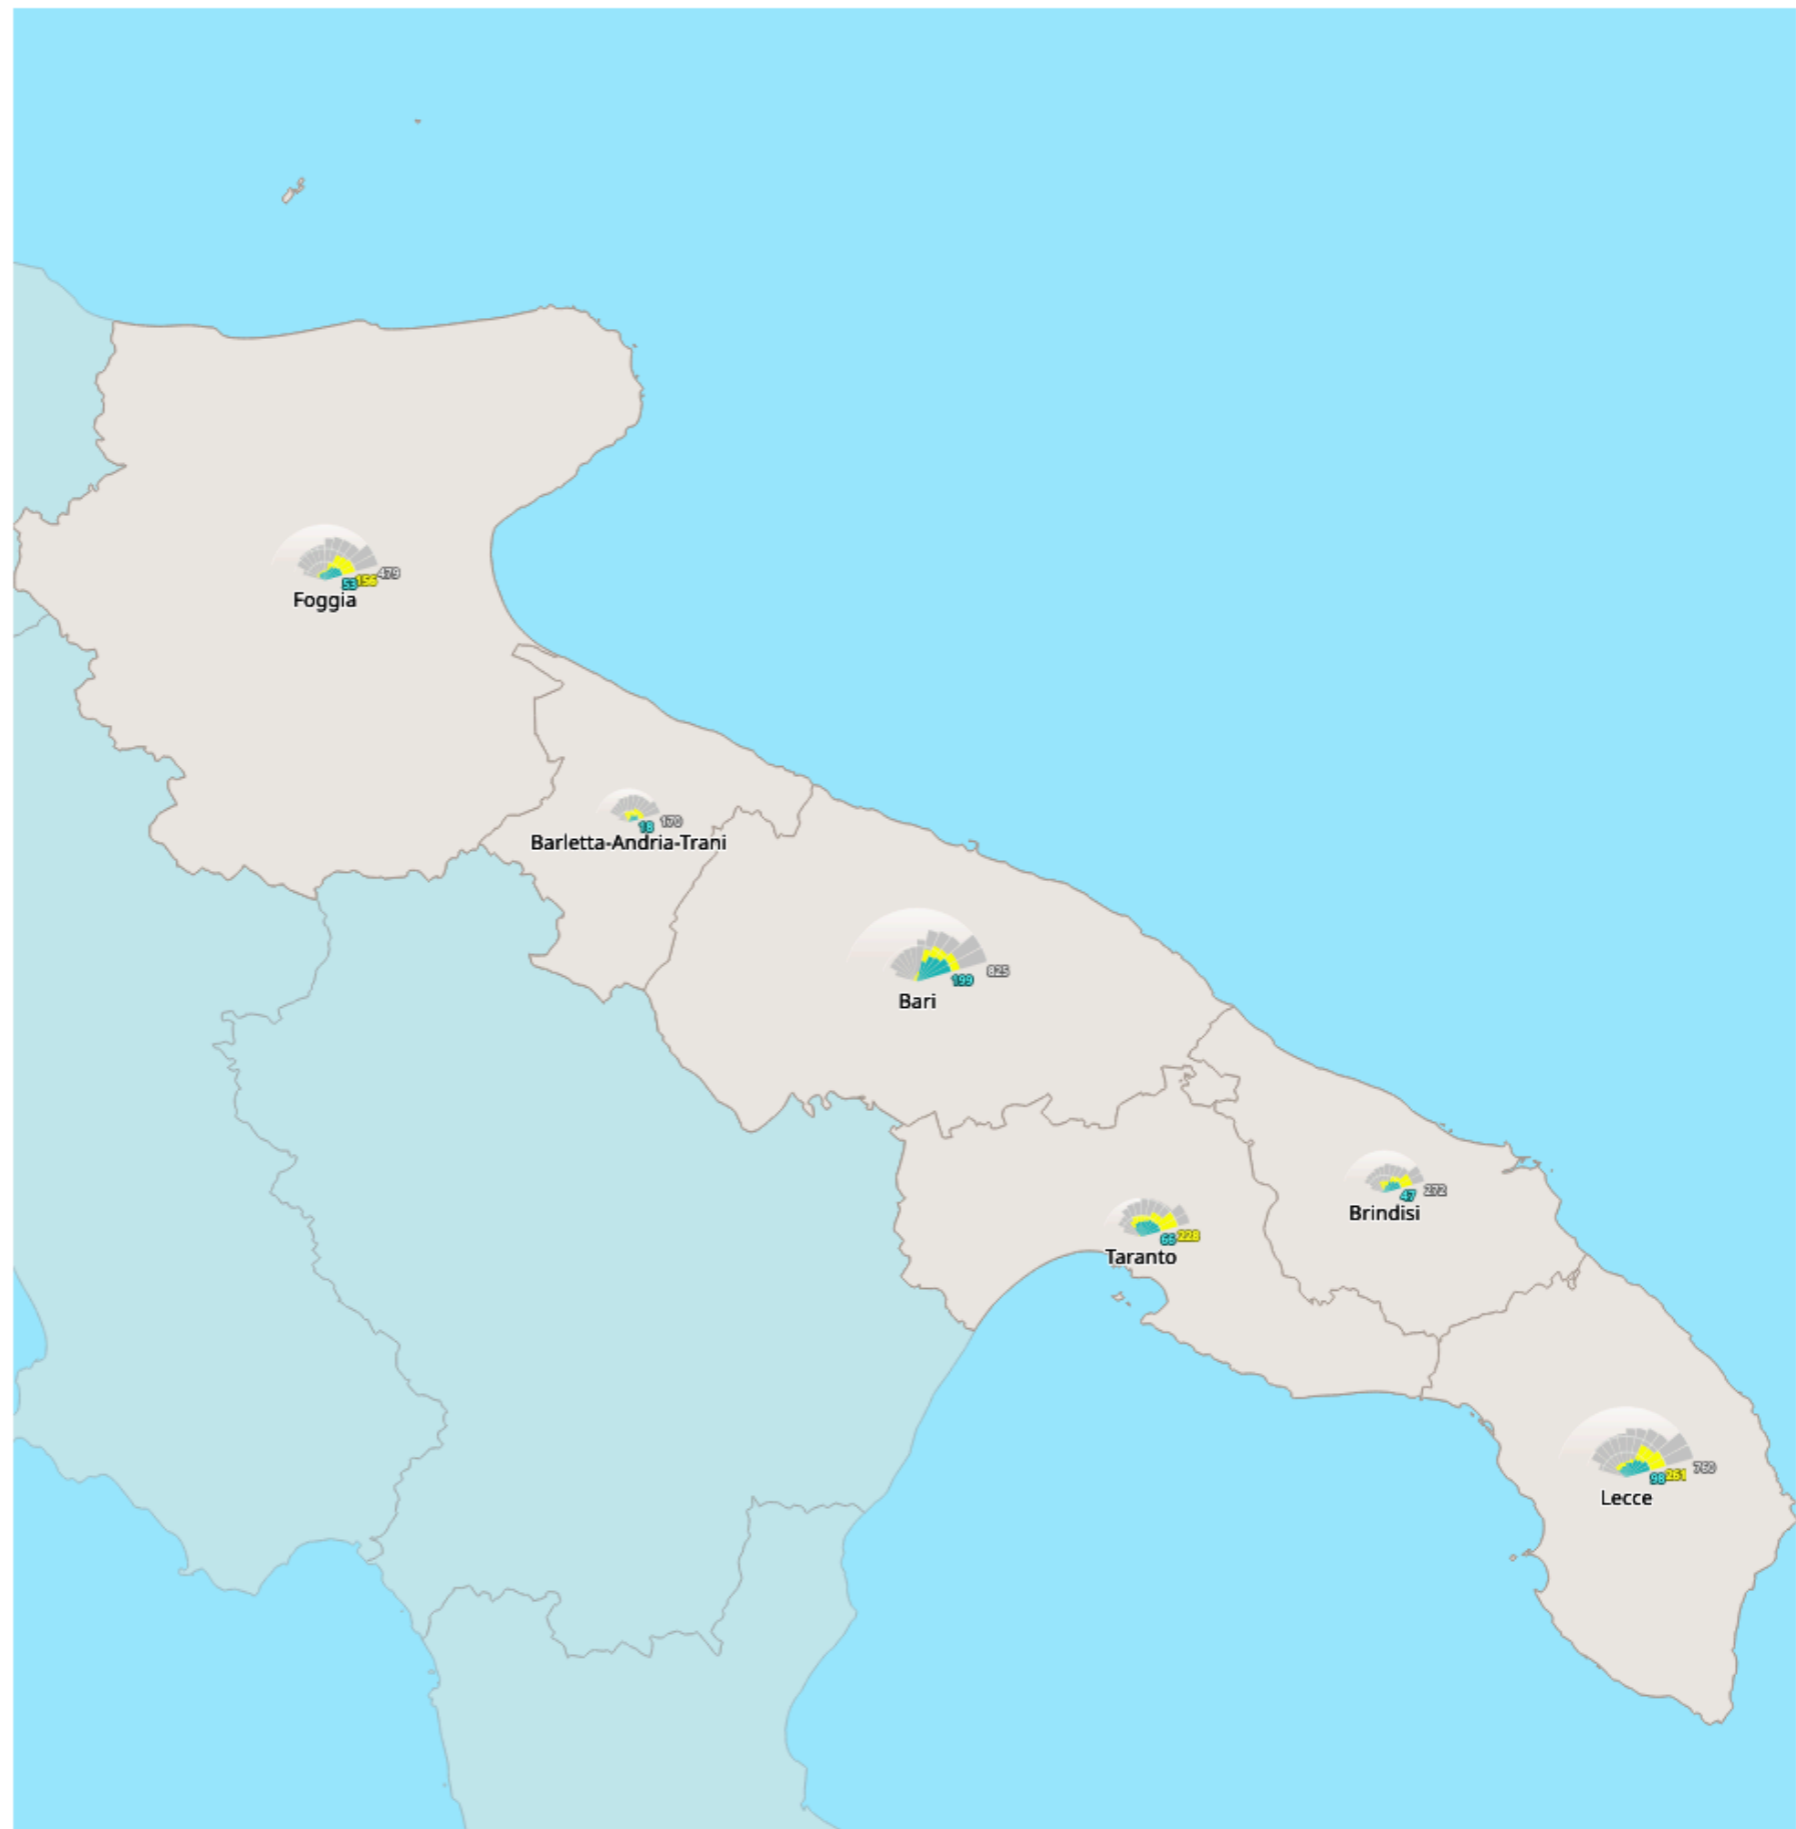 53 156 479
Foggia
18 170
Barletta-Andria-Trani
199 825
Bari
47 272
Brindisi
66 228
Taranto
98 261 760
Lecce